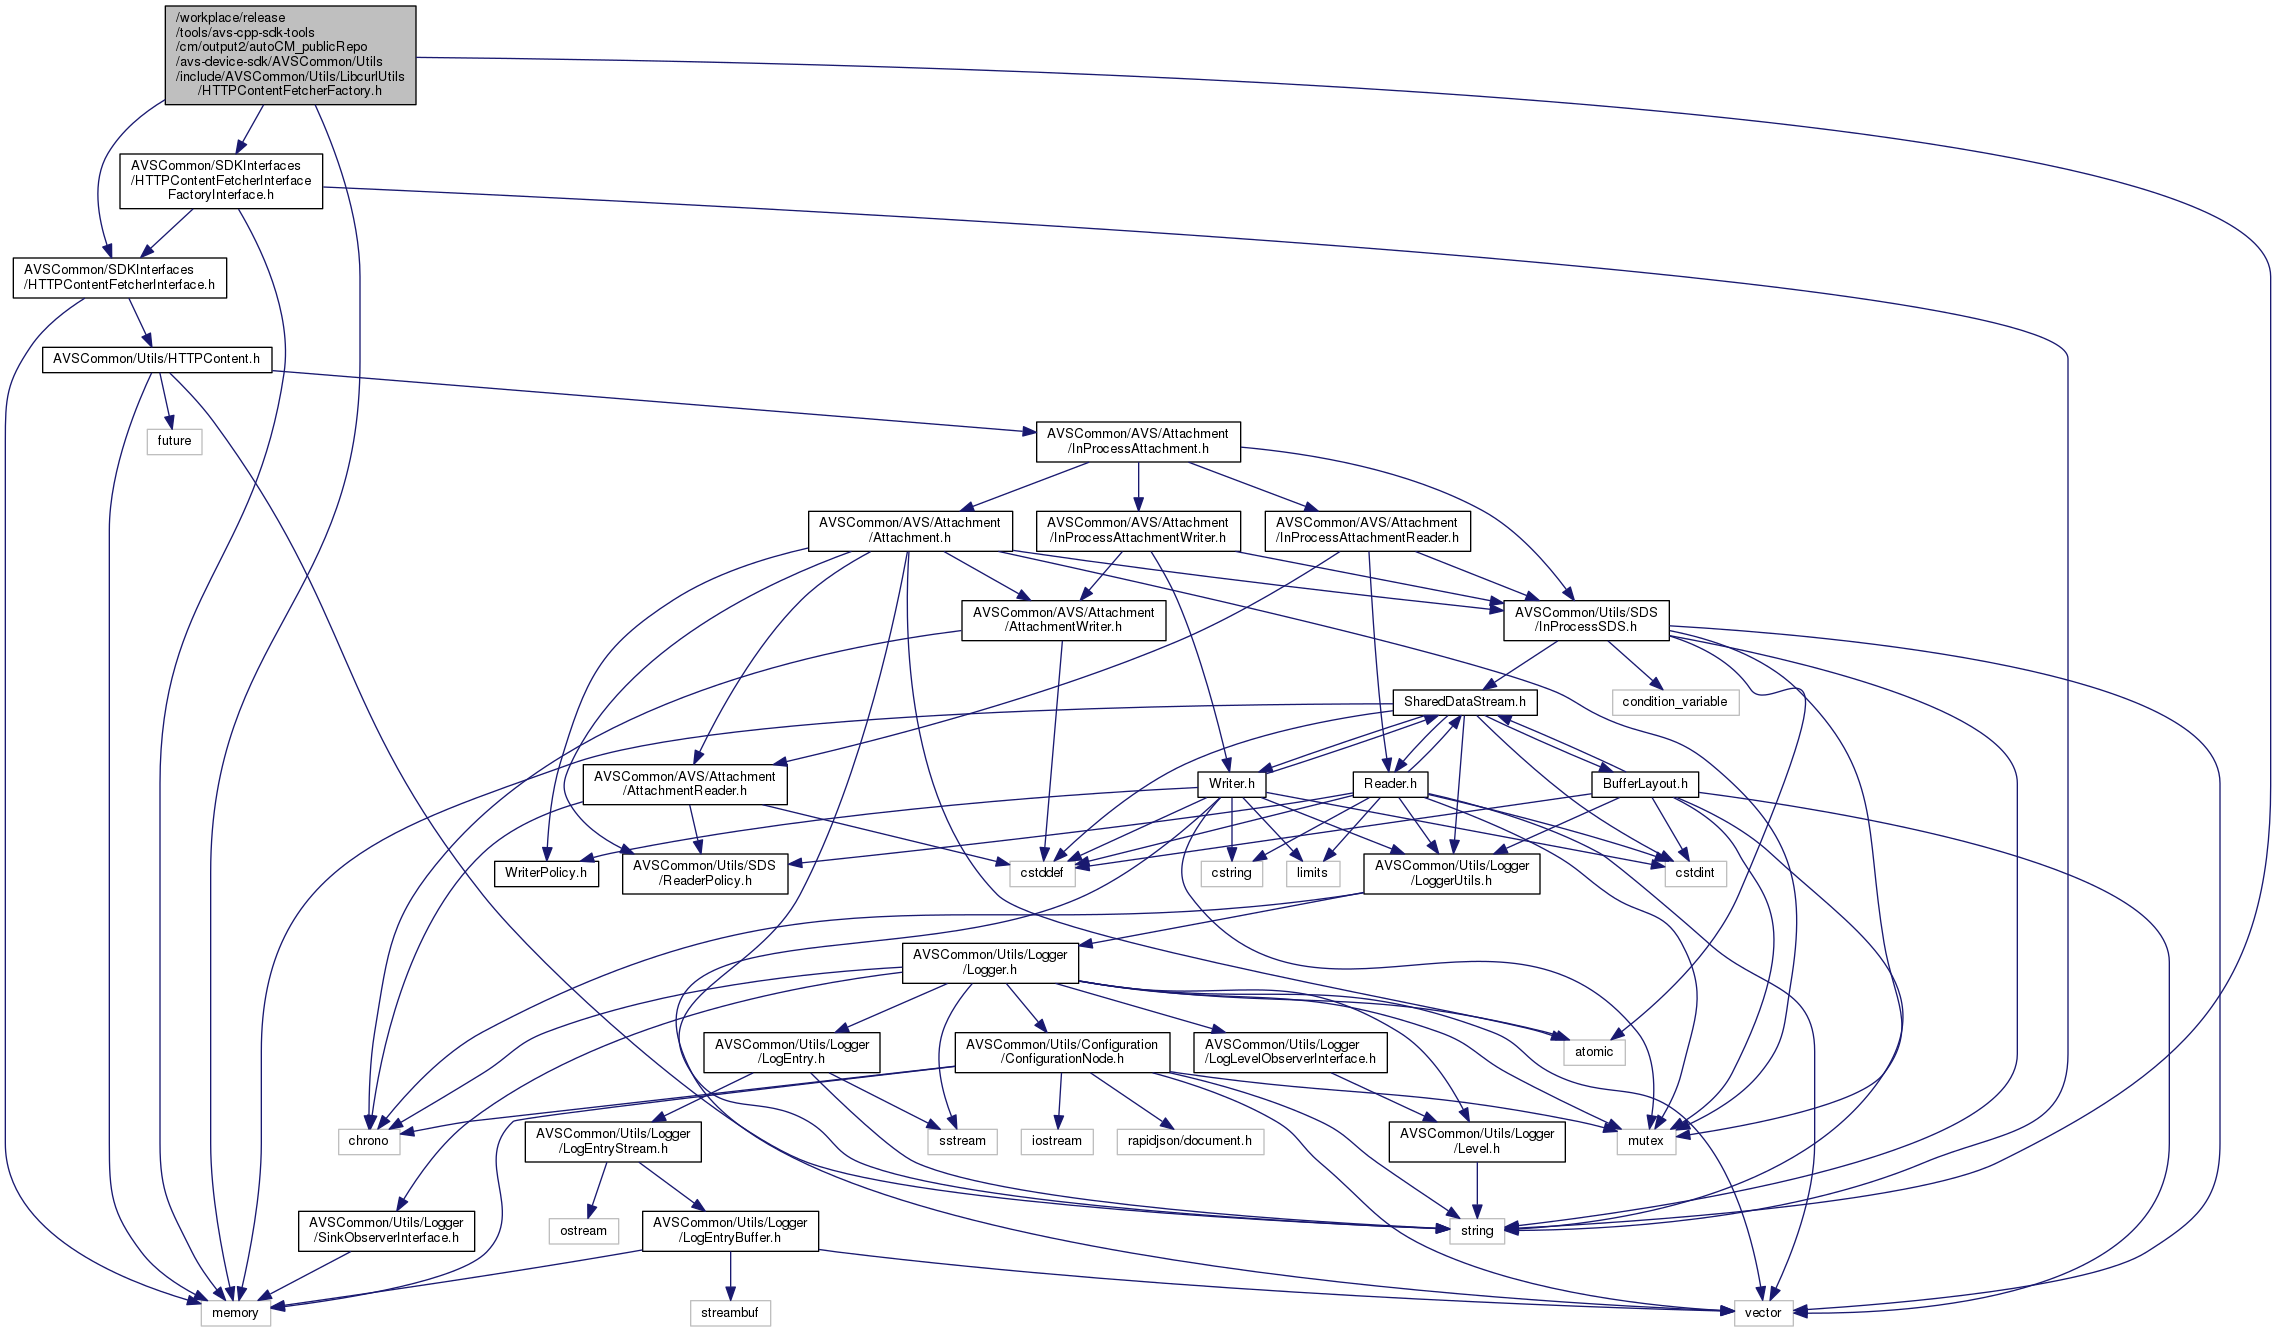 /workplace/release
/tools/avs-cpp-sdk-tools
/cm/output2/autoCM_publicRepo
/avs-device-sdk/AVSCommon/Utils
/include/AVSCommon/Utils/LibcurlUtils
/HTTPContentFetcherFactory.h
AVSCommon/SDKInterfaces
/HTTPContentFetcherInterface
FactoryInterface.h
AVSCommon/SDKInterfaces
/HTTPContentFetcherInterface.h
AVSCommon/Utils/HTTPContent.h
future
AVSCommon/AVS/Attachment
/InProcessAttachment.h
AVSCommon/AVS/Attachment
/Attachment.h
AVSCommon/AVS/Attachment
/InProcessAttachmentWriter.h
AVSCommon/AVS/Attachment
/InProcessAttachmentReader.h
AVSCommon/AVS/Attachment
/AttachmentWriter.h
AVSCommon/Utils/SDS
/InProcessSDS.h
SharedDataStream.h
condition_variable
AVSCommon/AVS/Attachment
/AttachmentReader.h
Writer.h
Reader.h
BufferLayout.h
WriterPolicy.h
AVSCommon/Utils/SDS
/ReaderPolicy.h
cstddef
cstring
limits
AVSCommon/Utils/Logger
/LoggerUtils.h
cstdint
AVSCommon/Utils/Logger
/Logger.h
AVSCommon/Utils/Logger
/LogEntry.h
AVSCommon/Utils/Configuration
/ConfigurationNode.h
AVSCommon/Utils/Logger
/LogLevelObserverInterface.h
atomic
chrono
AVSCommon/Utils/Logger
/LogEntryStream.h
sstream
iostream
rapidjson/document.h
AVSCommon/Utils/Logger
/Level.h
mutex
AVSCommon/Utils/Logger
/SinkObserverInterface.h
ostream
AVSCommon/Utils/Logger
/LogEntryBuffer.h
string
memory
streambuf
vector